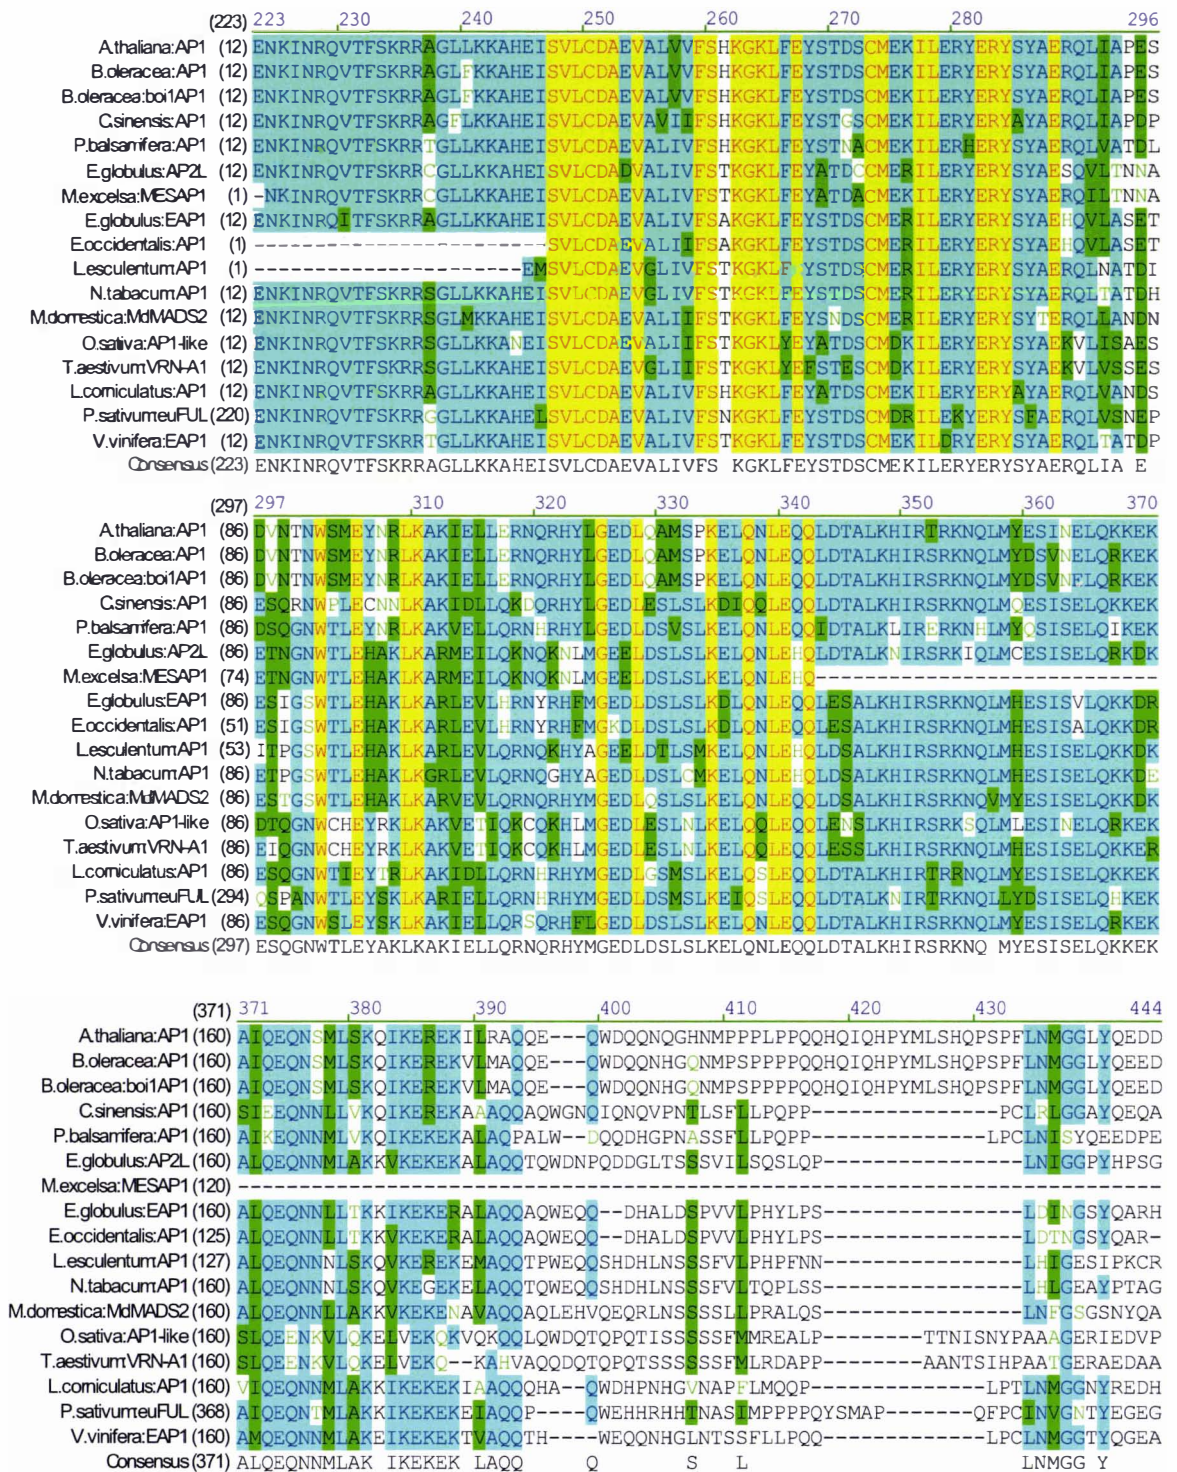 (223) 223 230 240 250 260 270 280 296
A.thaliana:AP1 (12) ENKINRQVTFSKRRAGLLKKAHEISVLCDAEVALVVFSHKGKLFEYSTDSCMEKILERYERYSYAERQLIAPES
B.oleracea:AP1 (12) ENKINRQVTFSKRRAGLFKKAHEISVLCDAEVALVVFSHKGKLFEYSTDSCMEKILERYERYSYAERQLIAPES
B.oleracea:boi1AP1 (12) ENKINRQVTFSKRRAGLFKKAHEISVLCDAEVALVVFSHKGKLFEYSTDSCMEKILERYERYSYAERQLIAPES
C.sinensis:AP1 (12) ENKINRQVTFSKRRAGFLKKAHEISVLCDAEVAVIIFSHKGKLFEYSTGSCMEKILERYERYAYAERQLIAPDP
P.balsamifera:AP1 (12) ENKINRQVTFSKRRTGLLKKAHEISVLCDAEVALIVFSHKGKLFEYSTNACMEKILERHERYSYAERQLVATDL
E.globulus:AP2L (12) ENKINRQVTFSKRRCGLLKKAHEISVLCDADVALIVFSTKGKLFEYATDCCMERILERYERYSYAESQVLTNNA
M.excelsa:MESAP1 (1) -NKINRQVTFSKRRCGLLKKAHEISVLCDAEVALIVFSTKGKLFEYATDACMEKILERYERYSYAESQVLTNNA
E.globulus:EAP1 (12) ENKINRQITFSKRRAGLLKKAHEISVLCDAEVALIVFSAKGKLFEYSTDSCMERILERYERYSYAEHQVLASET
E.occidentalis:AP1 (1) ------------------------SVLCDAEVALIIFSAKGKLFEYSTDSCMERILERYERYSYAEHQVLASET
L.esculentum:AP1 (1) ----------------------EMSVLCDAEVGLIVFSTKGKLFEYSTDSCMERILERYERYSYAERQLNATDI
N.tabacum:AP1 (12) ENKINRQVTFSKRRSGLLKKAHEISVLCDAEVGLIVFSTKGKLFEYSTDSCMERILERYERYSYAERQLTATDH
M.domestica:MdMADS2 (12) ENKINRQVTFSKRRSGLMKKAHEISVLCDAEVALIIFSTKGKLFEYSNDSCMERILERYERYSYTERQLLANDN
O.sativa:AP1-like (12) ENKINRQVTFSKRRSGLLKKANEISVLCDAEVALIIFSTKGKLYEYATDSCMDKILERYERYSYAEKVLISAES
T.aestivum:VRN-A1 (12) ENKINRQVTFSKRRSGLLKKAHEISVLCDAEVGLIIFSTKGKLYEFSTESCMDKILERYERYSYAEKVLVSSES
L.corniculatus:AP1 (12) ENKINRQVTFSKRRAGLLKKAHEISVLCDAEVALIVFSHKGKLFEYSTDSCMEKILERYERYAYAERQLVANDS
P.sativum:euFUL (220) ENKINRQVTFSKRRGGLLKKAHELSVLCDAEVALIVFSNKGKLFEYSTDSCMDRILEKYERYSFAERQLVSNEP
V.vinifera:EAP1 (12) ENKINRQVTFSKRRTGLLKKAHEISVLCDAEVALIVFSTKGKLFEYSTDSCMEKILDRYERYSYAERQLTATDP
Consensus (223) ENKINRQVTFSKRRAGLLKKAHEISVLCDAEVALIVFS KGKLFEYSTDSCMEKILERYERYSYAERQLIA E
(297) 297 310 320 330 340 350 360 370
A.thaliana:AP1 (86) DVNTNWSMEYNRLKAKIELLERNQRHYLGEDLQAMSPKELQNLEQQLDTALKHIRTRKNQLMYESINELQKKEK
B.oleracea:AP1 (86) DVNTNWSMEYNRLKAKIELLERNQRHYLGEDLQAMSPKELQNLEQQLDTALKHIRSRKNQLMYDSVNELQRKEK
B.oleracea:boi1AP1 (86) DVNTNWSMEYNRLKAKIELLERNQRHYLGEDLQAMSPKELQNLEQQLDTALKHIRSRKNQLMYDSVNELQRKEK
C.sinensis:AP1 (86) ESQRNWPLECNNLKAKIDLLQKDQRHYLGEDLESLSLKDIQQLEQQLDTALKHIRSRKNQLMQESISELQKKEK
P.balsamifera:AP1 (86) DSQGNWTLEYNRLKAKVELLQRNHRHYLGEDLDSVSLKELQNLEQQIDTALKLIRERKNHLMYQSISELQIKEK
E.globulus:AP2L (86) ETNGNWTLEHAKLKARMEILQKNQKNLMGEELDSLSLKELQNLEHQLDTALKNIRSRKIQLMCESISELQRKDK
M.excelsa:MESAP1 (74) ETNGNWTLEHAKLKARMEILQKNQKNLMGEELDSLSLKELQNLEHQ----------------------------
E.globulus:EAP1 (86) ESIGSWTLEHAKLKARLEVLHRNYRHFMGEDLDSLSLKDLQNLEQQLESALKHIRSRKNQLMHESISVLQKKDR
E.occidentalis:AP1 (51) ESIGSWTLEHAKLKARLEVLHRNYRHFMGKDLDSLSLKELQNLEQQLESALKHIRSRKNQLMHESISALQKKDR
L.esculentum:AP1 (53) ITPGSWTLEHAKLKARLEVLQRNQKHYAGEELDTLSMKELQNLEHQLDSALKHIRSRKNQLMHESISELQKKDK
N.tabacum:AP1 (86) ETPGSWTLEHAKLKGRLEVLQRNQGHYAGEDLDSLCMKELQNLEHQLDSALKHIRSRKNQLMHESISELQKKDE
M.domestica:MdMADS2 (86) ESTGSWTLEHAKLKARVEVLQRNQRHYMGEDLQSLSLKELQNLEQQLDSALKHIRSRKNQVMYESISELQKKDK
O.sativa:AP1-like (86) DTQGNWCHEYRKLKAKVETIQKCQKHLMGEDLESLNLKELQQLEQQLENSLKHIRSRKSQLMLESINELQRKEK
T.aestivum:VRN-A1 (86) EIQGNWCHEYRKLKAKVETIQKCQKHLMGEDLESLNLKELQQLEQQLESSLKHIRSRKNQLMHESISELQKKER
L.corniculatus:AP1 (86) ESQGNWTIEYTRLKAKIDLLQRNHRHYMGEDLGSMSLKELQSLEQQLDTALKHIRTRRNQLMYESISELQKKEK
P.sativum:euFUL (294) QSPANWTLEYSKLKARIELLQRNHRHYMGEDLDSMSLKEIQSLEQQLDTALKNIRTRKNQLLYDSISELQHKEK
V.vinifera:EAP1 (86) ESQGNWSLEYSKLKAKIELLQRSQRHFLGEDLDSLSLKELQNLEQQLDTALKHIRSRKNQLMYESISELQRKEK
Consensus (297) ESQGNWTLEYAKLKAKIELLQRNQRHYMGEDLDSLSLKELQNLEQQLDTALKHIRSRKNQ MYESISELQKKEK
(371) 371 380 390 400 410 420 430 444
A.thaliana:AP1 (160) AIQEQNSMLSKQIKEREKILRAQQE---QWDQQNQGHNMPPPLPPQQHQIQHPYMLSHQPSPFLNMGGLYQEDD
B.oleracea:AP1 (160) AIQEQNSMLSKQIKEREKVLMAQQE---QWDQQNHGQNMPSPPPPQQHQIQHPYMLSHQPSPFLNMGGLYQEED
B.oleracea:boi1AP1 (160) AIQEQNSMLSKQIKEREKVLMAQQE---QWDQQNHGQNMPSPPPPQQHQIQHPYMLSHQPSPFLNMGGLYQEED
C.sinensis:AP1 (160) SIEEQNNLLVKQIKEREKAAAQQAQWGNQIQNQVPNTLSFLLPQPP-----------PCLRLGGAYQEQA
P.balsamifera:AP1 (160) AIKEQNNMLVKQIKEKEKALAQPALW--DQQDHGPNASSFLLPQPP----------LPCLNISYQEEDPE
E.globulus:AP2L (160) ALQEQNNMLAKKVKEKEKALAQQTQWDNPQDDGLTSSSVILSQSLQP-------------LNIGGPYHPSG
M.excelsa:MESAP1 (120) --------------------------------------------------------------------------
E.globulus:EAP1 (160) ALQEQNNLLTKKIKEKERALAQQAQWEQQ--DHALDSPVVLPHYLPS-------------LDINGSYQARH
E.occidentalis:AP1 (125) ALQEQNNLLTKKVKEKERALAQQAQWEQQ--DHALDSPVVLPHYLPS-------------LDTNGSYQAR-
L.esculentum:AP1 (127) ALQEQNNNLSKQVKEREKEMAQQTPWEQQSHDHLNSSSFVLPHPFNN-------------LHIGESIPKCR
N.tabacum:AP1 (160) ALQEQNNNLSKQVKEGEKELAQQTQWEQQSHDHLNSSSFVLTQPLSS-------------LHLGEAYPTAG
M.domestica:MdMADS2 (160) ALQEQNNLLAKKVKEKENAVAQQAQLEHVQEQRLNSSSSLLPRALQS-------------LNFGSGSNYQA
O.sativa:AP1-like (160) SLQEENKVLQKELVEKQKVQKQQLQWDQTQPQTISSSSSSFMMREALP---------TTNISNYPAAAGERIEDVP
T.aestivum:VRN-A1 (160) SLQEENKVLQKELVEKQ--KAHVAQQDQTQPQTSSSSSSFMLRDAPP---------AANTSIHPAATGERAEDAA
L.corniculatus:AP1 (160) VIQEQNNMLAKKIKEKEKIAAQQQHA--QWDHPNHGVNAPFLMQQP-----------LPTLNMGGNYREDH
P.sativum:euFUL (368) AIQEQNTMLAKKIKEKEKEIAQQP-----QWEHHRHHTNASIMPPPPQYSMAP-------QFPCINVGNTYEGEG
V.vinifera:EAP1 (160) AMQEQNNMLAKEIKEKEKTVAQQTH---WEQQNHGLNTSSFLLPQQ-----------LPCLNMGGTYQGEA
Consensus (371) ALQEQNNMLAK IKEKEK LAQQ Q S L LNMGG Y